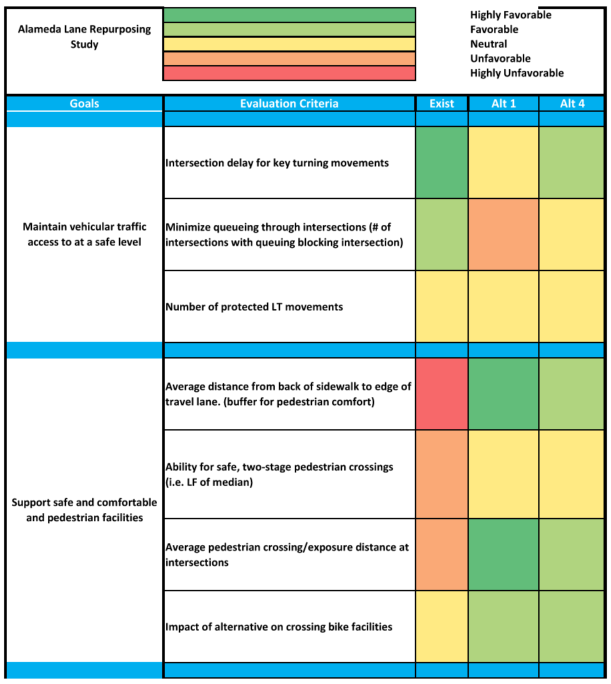 Alameda Lane Repurposing
Study
Highly Favorable
Favorable
Neutral
Unfavorable
Highly Unfavorable
Goals Evaluation Criteria Exist Alt 1 Alt 4
Intersection delay for key turning movements
Maintain vehicular traffic
access to at a safe level
Minimize queueing through intersections (# of
intersections with queuing blocking intersection)
Number of protected LT movements
Average distance from back of sidewalk to edge of
travel lane. (buffer for pedestrian comfort)
Ability for safe, two-stage pedestrian crossings
(i.e. LF of median)
Support safe and comfortable
and pedestrian facilities
Average pedestrian crossing/exposure distance at
intersections
Impact of alternative on crossing bike facilities